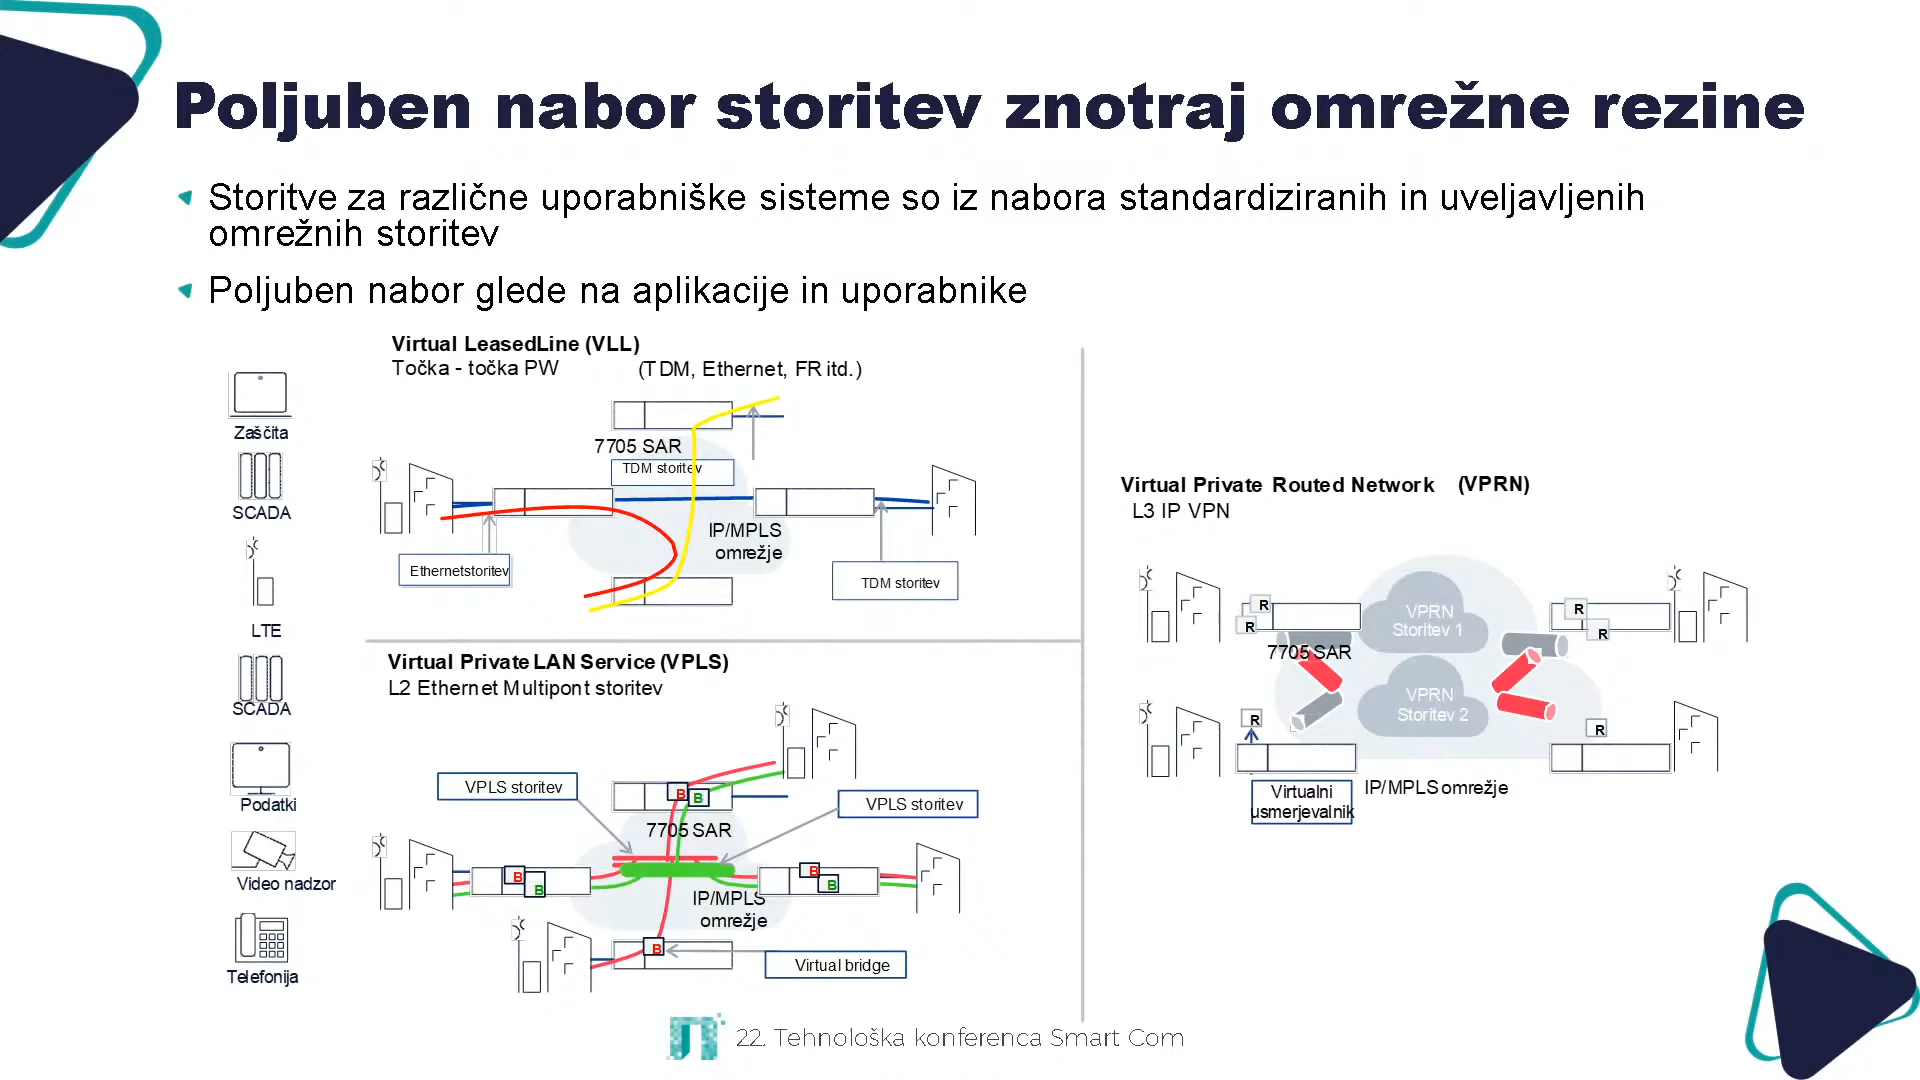 Poljuben nabor storitev znotraj omrežne rezine
Storitve za različne uporabniške sisteme so iz nabora standardiziranih in uveljavljenih
omrežnih storitev
Poljuben nabor glede na aplikacije in uporabnike
Zaščita
SCADA
LTE
SCADA
Podatki
Video nadzor
Telefonija
Virtual LeasedLine (VLL)
Točka - točka PW (TDM, Ethernet, FR itd.)
7705 SAR
TDM storitev
IP/MPLS
omrežje
Ethernetstoritev
TDM storitev
Virtual Private LAN Service (VPLS)
L2 Ethernet Multipont storitev
VPLS storitev
B
B
VPLS storitev
7705 SAR
B
B
B
B
IP/MPLS
omrežje
B
Virtual bridge
Virtual Private Routed Network (VPRN)
L3 IP VPN
R
R
VPRN
Storitev 1
R
R
7705 SAR
VPRN
Storitev 2
R
R
Virtualni
usmerjevalnik
IP/MPLS omrežje
22. Tehnološka konferenca Smart Com